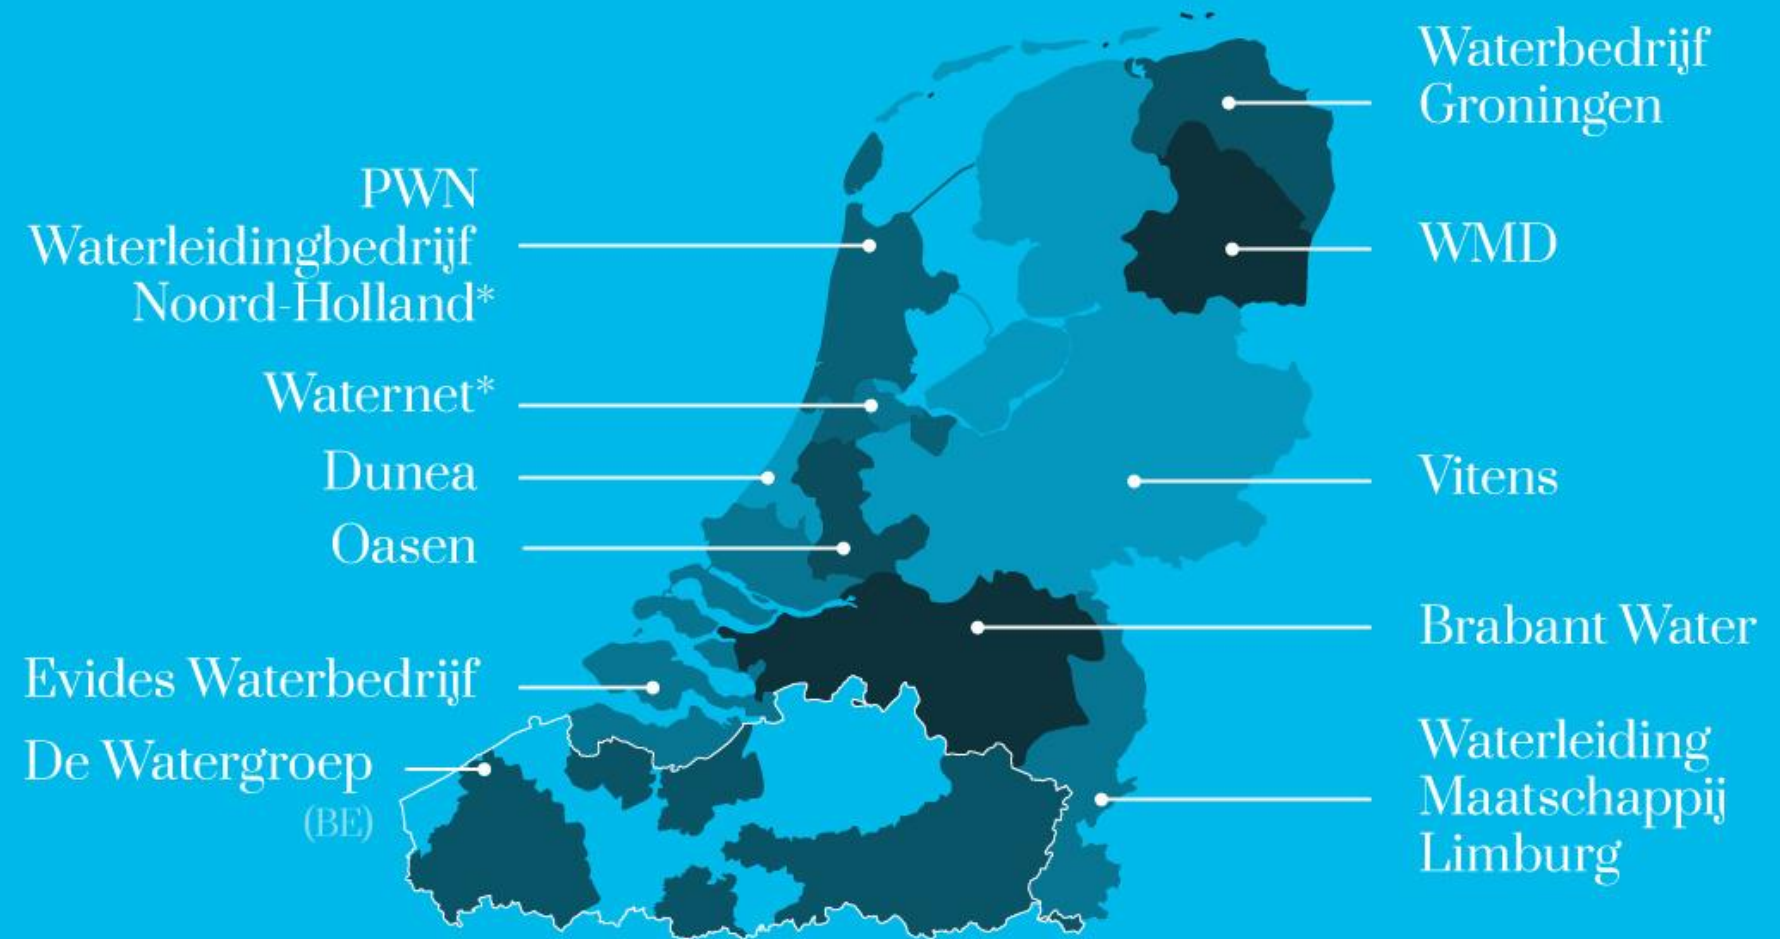 PWN
Waterleidingbedrijf
Noord-Holland*
Waternet*
Dunea
Oasen
Evides Waterbedrijf
De Watergroep
(BE)
Waterbedrijf
Groningen
WMD
Vitens
Brabant Water
Waterleiding
Maatschappij
Limburg